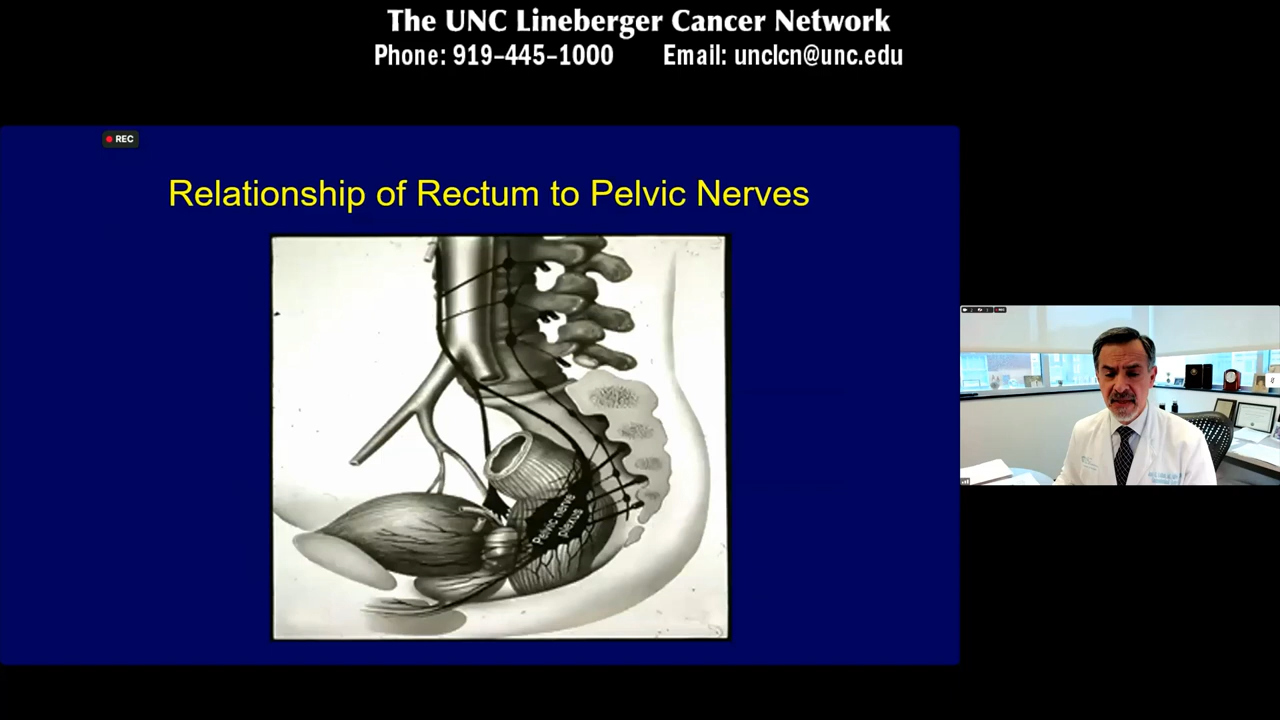 The UNC Lineberger Cancer Network
Phone: 919-445-1000 Email: unclcn@unc.edu
REC
Relationship of Rectum to Pelvic Nerves
Pelvic nerve
plexus